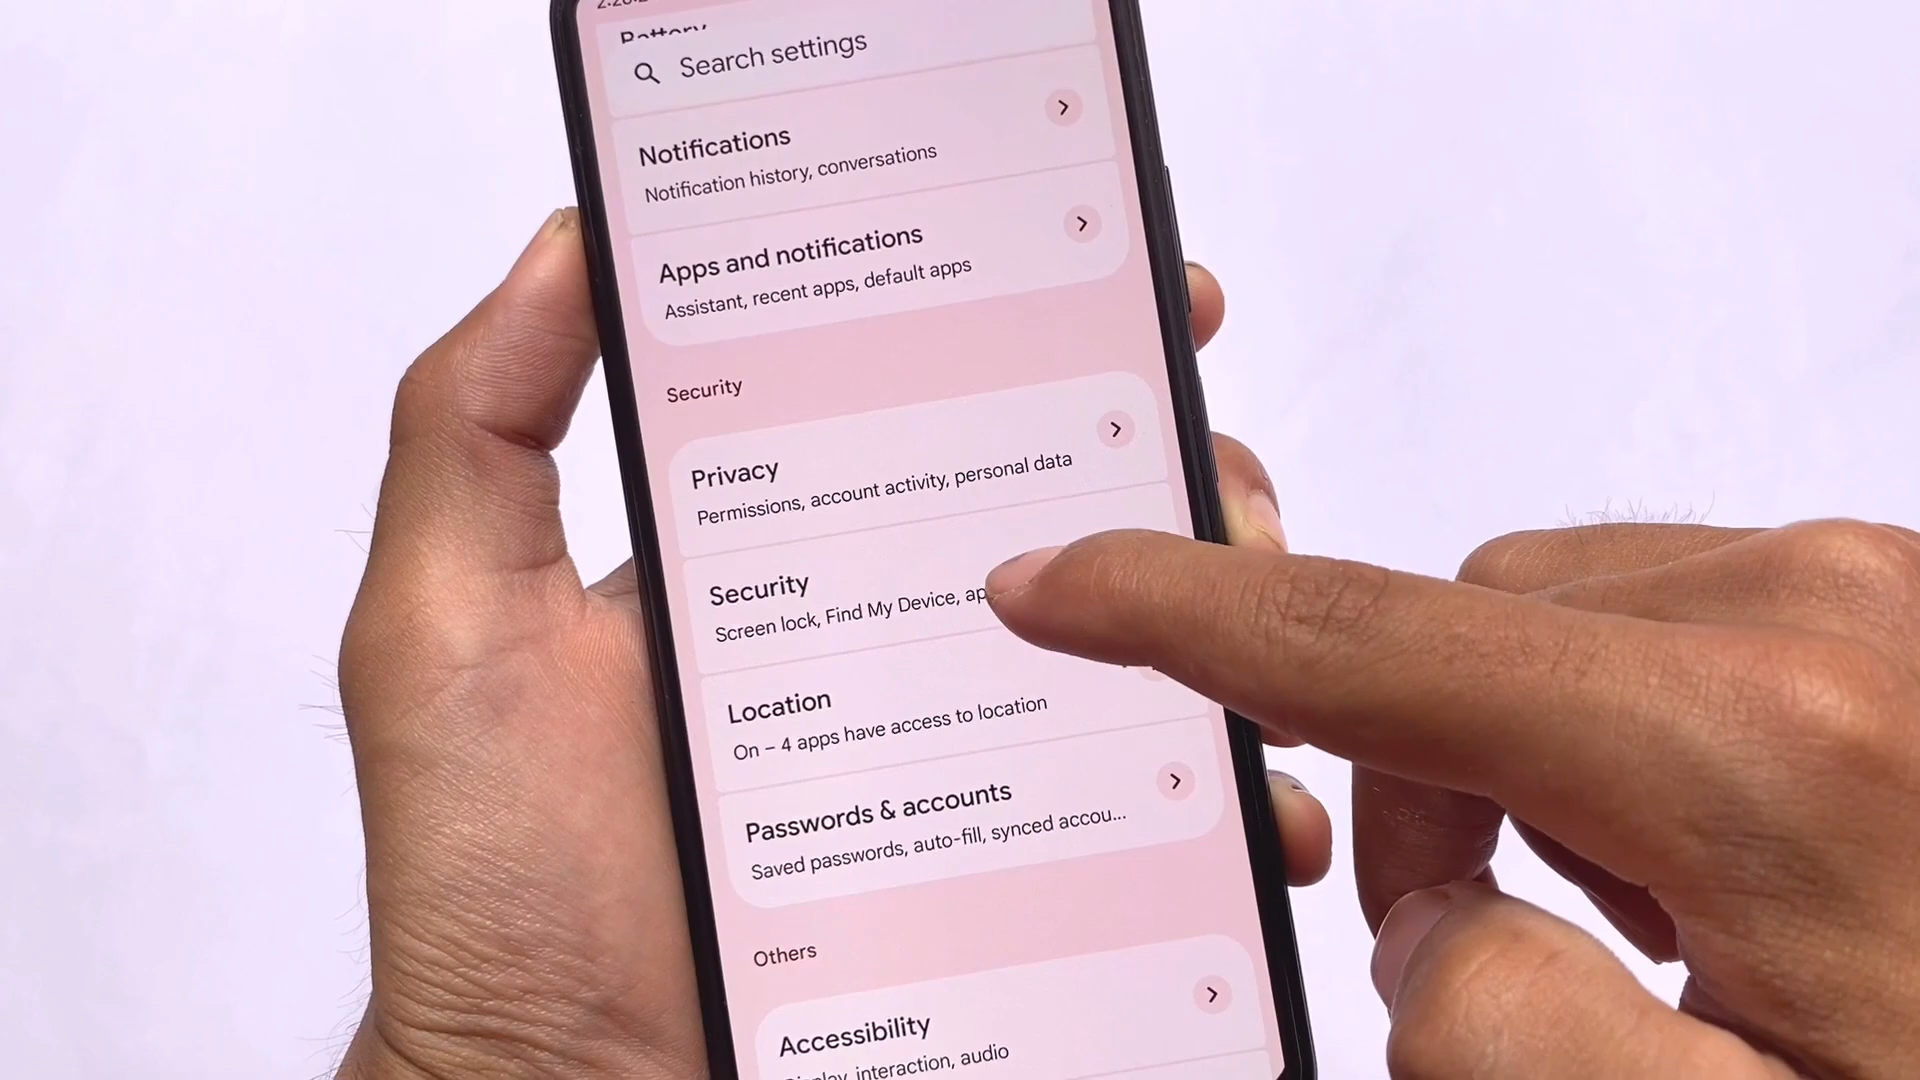 Battery
Search settings
Notifications
Notification history, conversations
Apps and notifications
Assistant, recent apps, default apps
Security
Privacy
Permissions, account activity, personal data
Security
Screen lock, Find My Device, ap
Location
On – 4 apps have access to location
Passwords & accounts
Saved passwords, auto-fill, synced accou...
Others
Accessibility
Display, interaction, audio